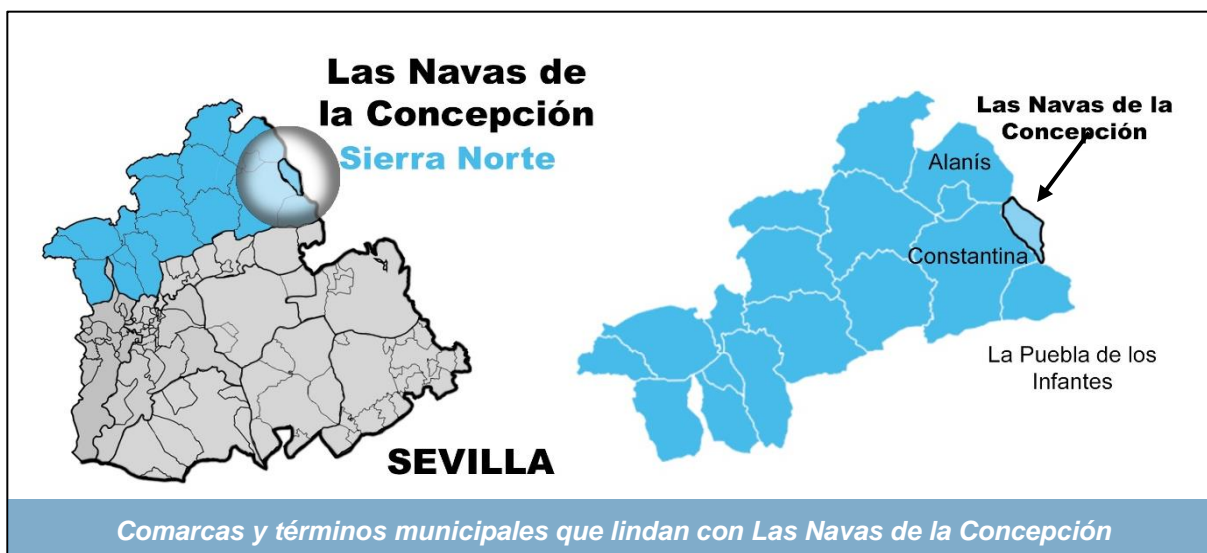 Las Navas de
la Concepción
Sierra Norte
SEVILLA
Las Navas de la
Concepción
Alanís
Constantina
La Puebla de los
Infantes
Comarcas y términos municipales que lindan con Las Navas de la Concepción